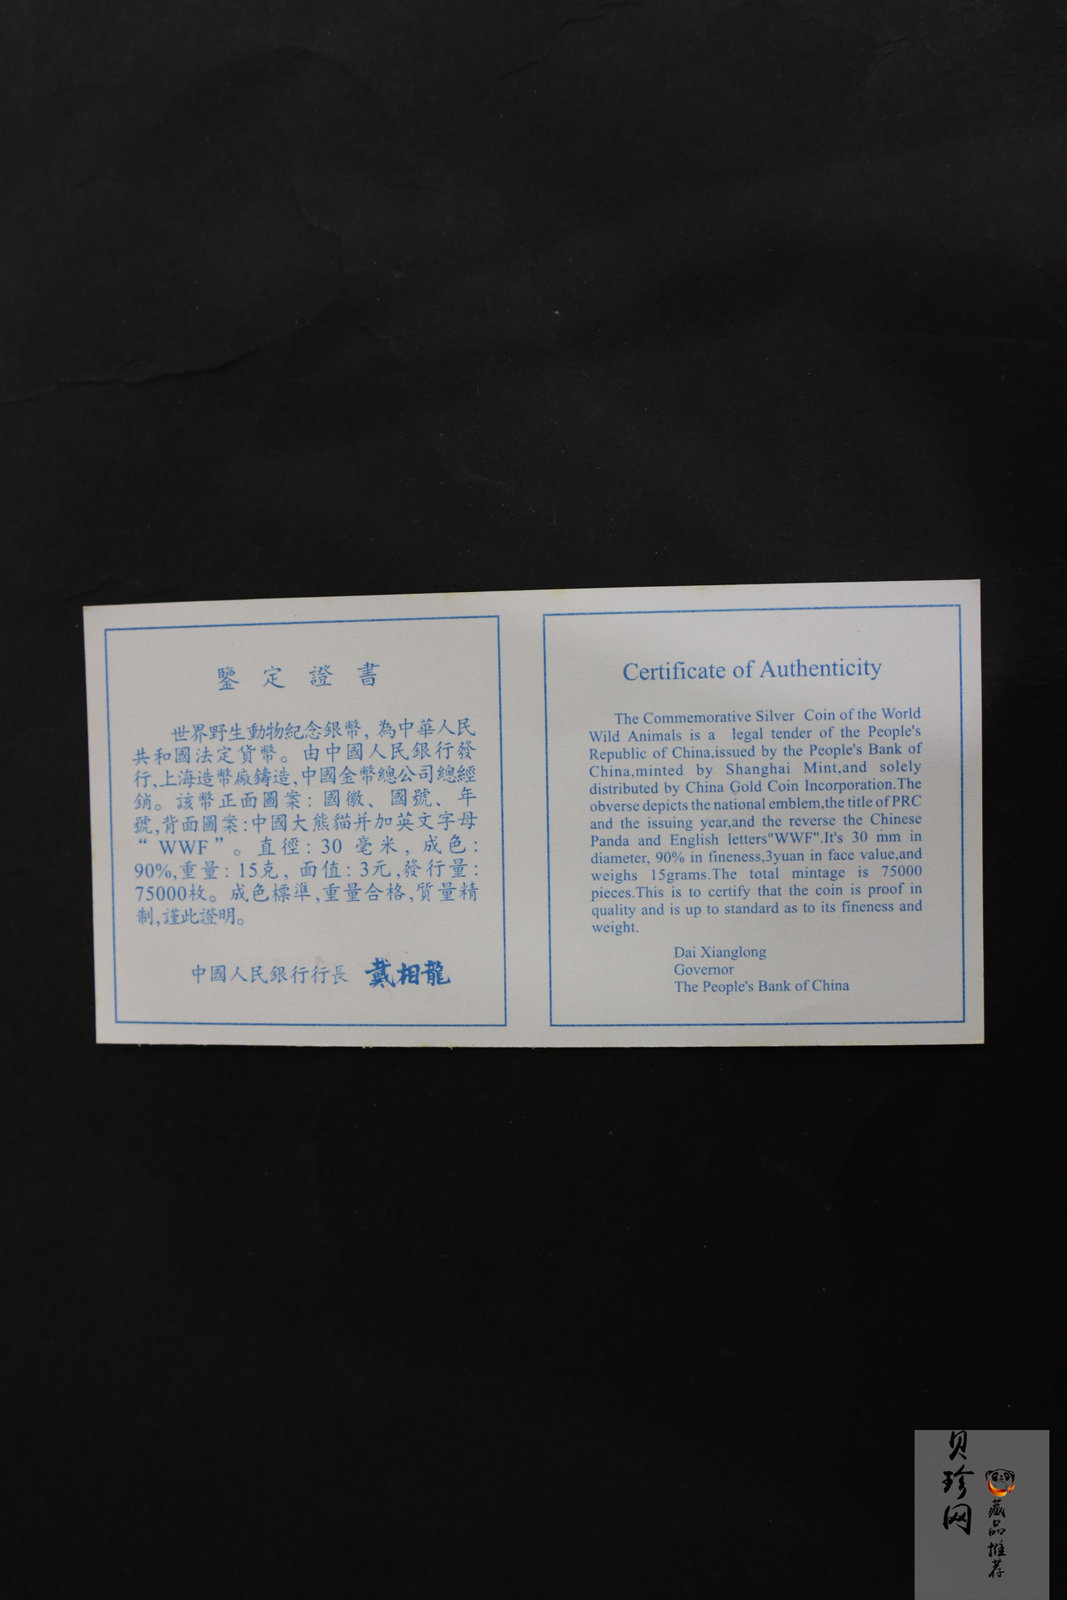 鑒定證書
世界野生動物紀念銀幣，為中華人民
共和國法定貨幣。由中國人民銀行發
行,上海造幣廠鑄造,中國金幣總公司總經
銷。該幣正面圖案：國徽、國號、年
號,背面圖案:中國大熊貓并加英文字母
“WWF”。直徑：30毫米，成色：
90%,重量：15克，面值：3元,發行量：
75000枚。成色標準,重量合格,質量精
制,謹此證明。
中國人民銀行行長 戴相龍
Certificate of Authenticity
The Commemorative Silver Coin of the World
Wild Animals is a legal tender of the People's
Republic of China,issued by the People's Bank of
China,minted by Shanghai Mint,and solely
distributed by China Gold Coin Incorporation.The
obverse depicts the national emblem,the title of PRC
and the issuing year,and the reverse the Chinese
Panda and English letters"WWF".It's 30 mm in
diameter, 90% in fineness,3yuan in face value,and
weighs 15grams.The total mintage is 75000
pieces.This is to certify that the coin is proof in
quality and is up to standard as to its fineness and
weight.
Dai Xianglong
Governor
The People's Bank of China
贝珍网
藏品推荐